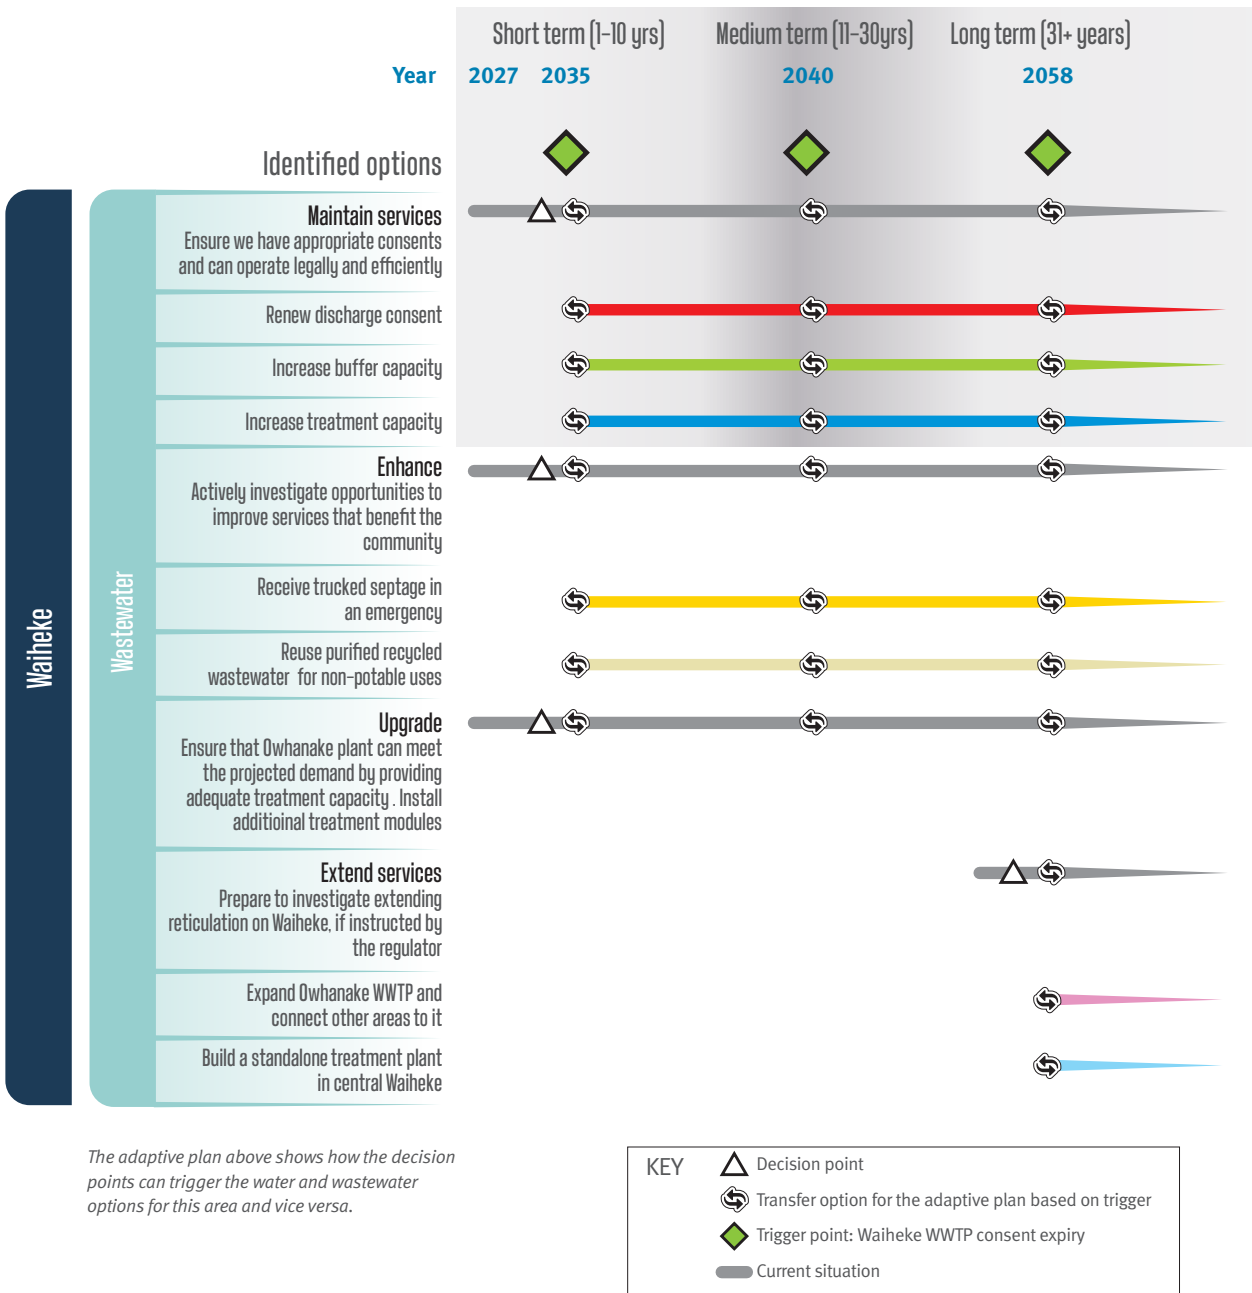 Short term (1-10 yrs)
Medium term (11-30yrs)
Long term (31+ years)
Year
2027
2035
2040
2058
Identified options
Waiheke
Wastewater
Maintain services
Ensure we have appropriate consents
and can operate legally and efficiently
Renew discharge consent
Increase buffer capacity
Increase treatment capacity
Enhance
Actively investigate opportunities to
improve services that benefit the
community
Receive trucked septage in
an emergency
Reuse purified recycled
wastewater for non-potable uses
Upgrade
Ensure that Owhanake plant can meet
the projected demand by providing
adequate treatment capacity . Install
additioinal treatment modules
Extend services
Prepare to investigate extending
reticulation on Waiheke, if instructed by
the regulator
Expand Owhanake WWTP and
connect other areas to it
Build a standalone treatment plant
in central Waiheke
The adaptive plan above shows how the decision
points can trigger the water and wastewater
options for this area and vice versa.
KEY
Decision point
Transfer option for the adaptive plan based on trigger
Trigger point: Waiheke WWTP consent expiry
Current situation